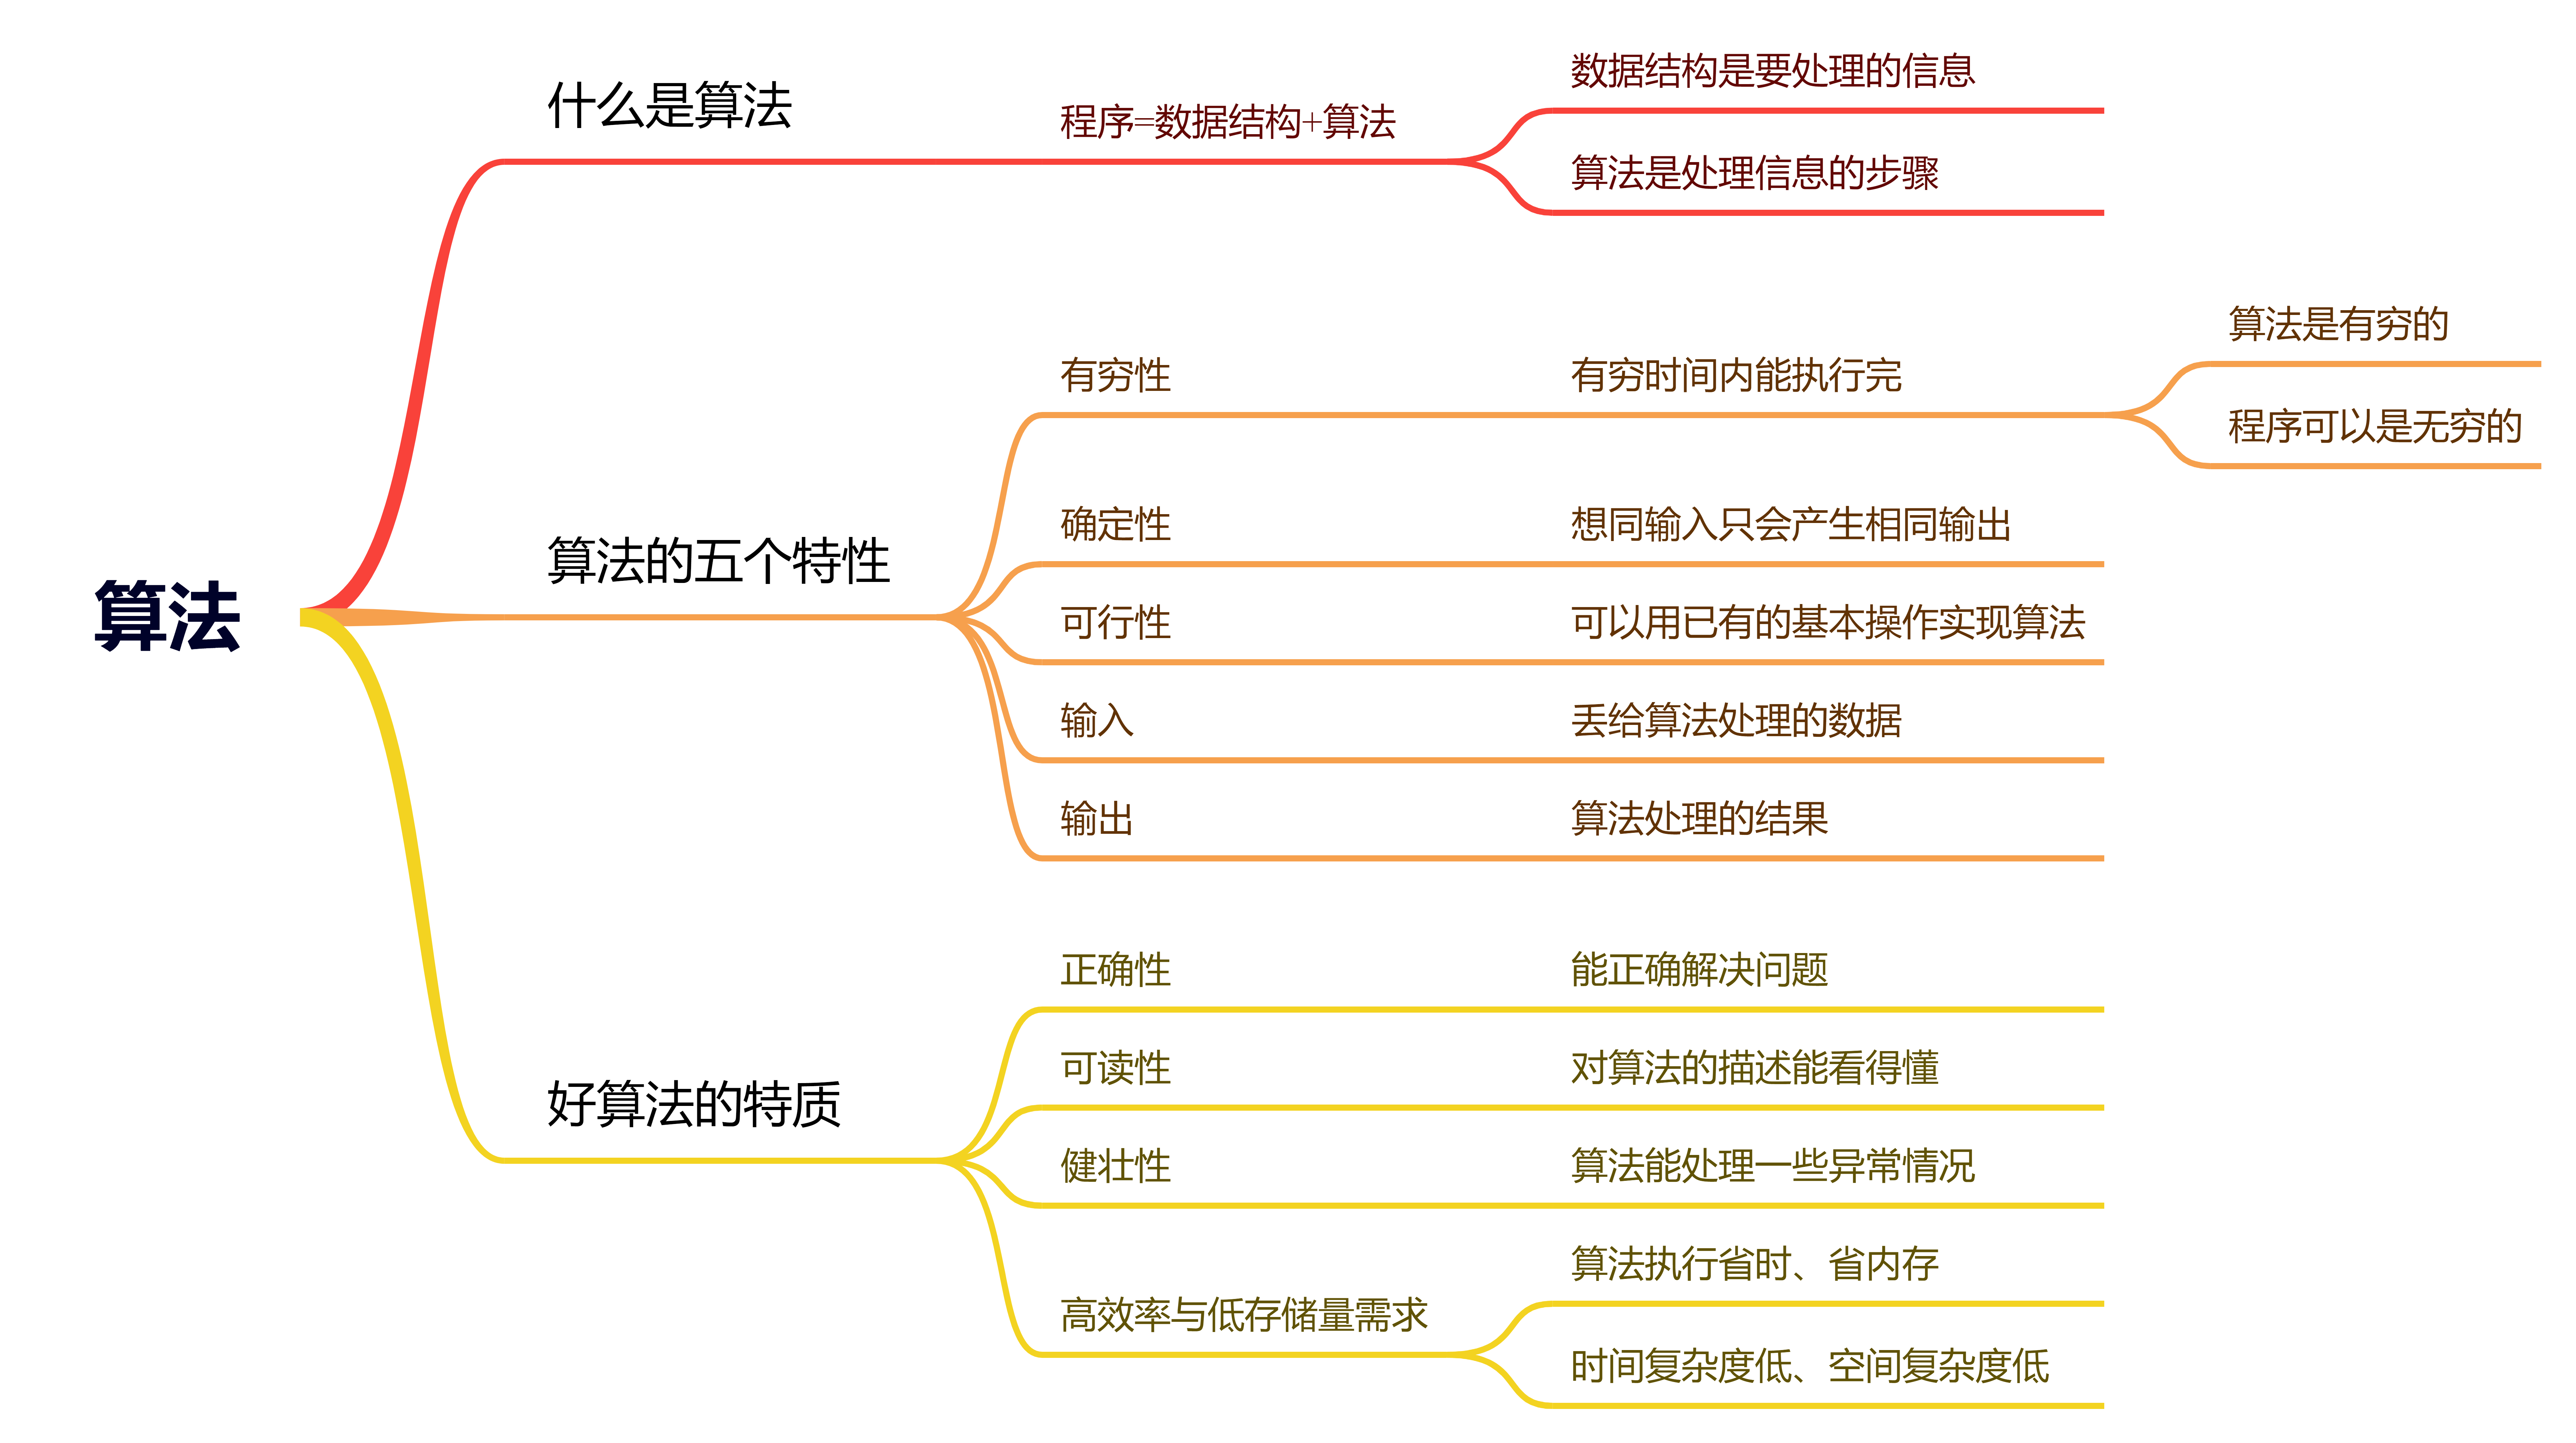 算法
什么是算法
程序=数据结构+算法
数据结构是要处理的信息
算法是处理信息的步骤
算法的五个特性
有穷性
有穷时间内能执行完
算法是有穷的
程序可以是无穷的
确定性
想同输入只会产生相同输出
可行性
可以用已有的基本操作实现算法
输入
丢给算法处理的数据
输出
算法处理的结果
好算法的特质
正确性
能正确解决问题
可读性
对算法的描述能看得懂
健壮性
算法能处理一些异常情况
高效率与低存储量需求
算法执行省时、省内存
时间复杂度低、空间复杂度低